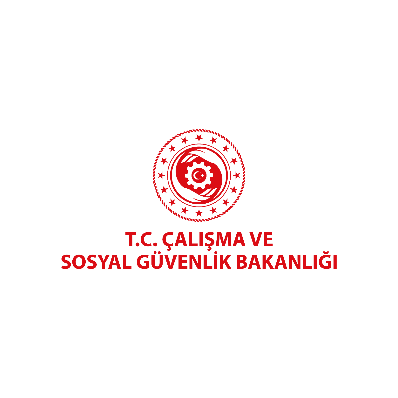 T.C. ÇALIŞMA VE
SOSYAL GÜVENLİK BAKANLIĞI